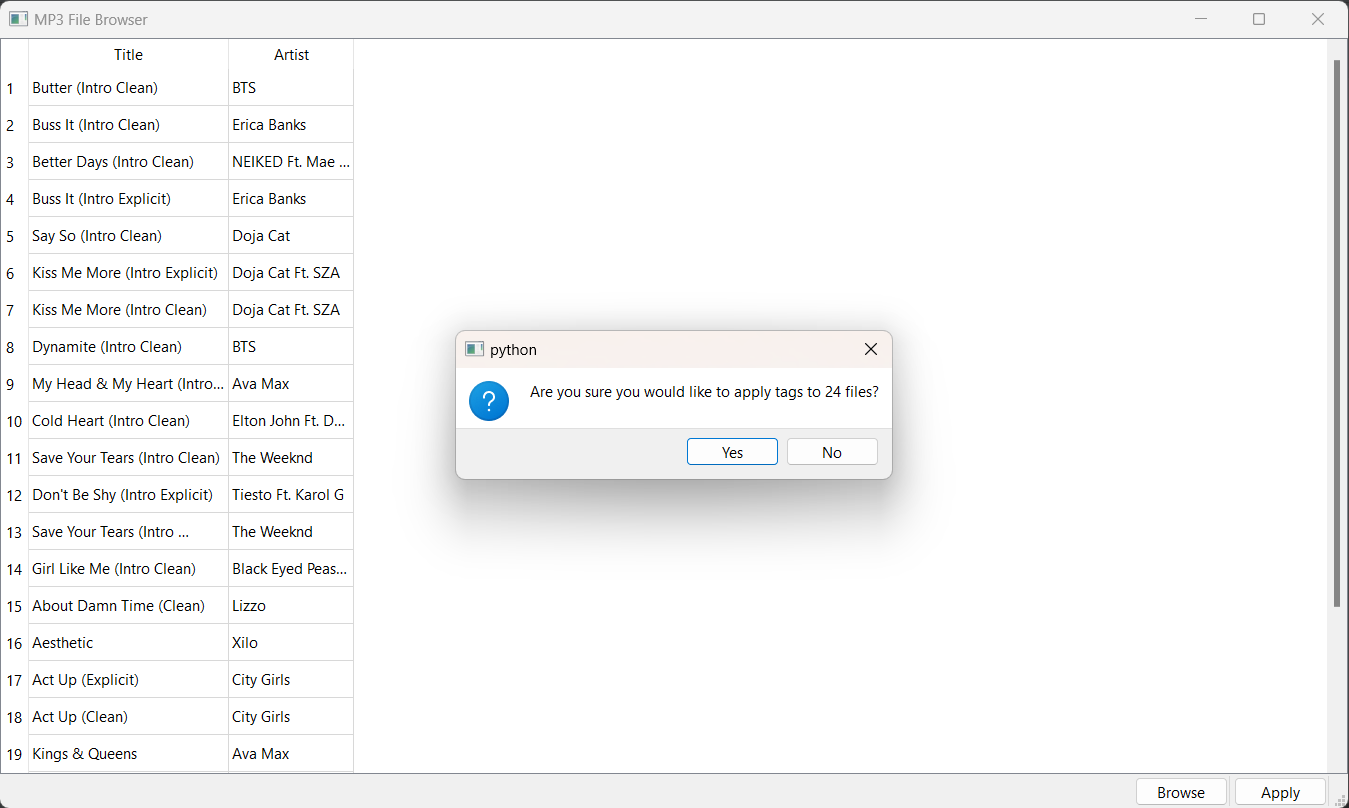 MP3 File Browser
Title Artist
1 Butter (Intro Clean) BTS
2 Buss It (Intro Clean) Erica Banks
3 Better Days (Intro Clean) NEIKED Ft. Mae ...
4 Buss It (Intro Explicit) Erica Banks
5 Say So (Intro Clean) Doja Cat
6 Kiss Me More (Intro Explicit) Doja Cat Ft. SZA
7 Kiss Me More (Intro Clean) Doja Cat Ft. SZA
8 Dynamite (Intro Clean) BTS
9 My Head & My Heart (Intro... Ava Max
10 Cold Heart (Intro Clean) Elton John Ft. D...
11 Save Your Tears (Intro Clean) The Weeknd
12 Don't Be Shy (Intro Explicit) Tiesto Ft. Karol G
13 Save Your Tears (Intro ... The Weeknd
14 Girl Like Me (Intro Clean) Black Eyed Peas...
15 About Damn Time (Clean) Lizzo
16 Aesthetic Xilo
17 Act Up (Explicit) City Girls
18 Act Up (Clean) City Girls
19 Kings & Queens Ava Max
python
Are you sure you would like to apply tags to 24 files?
Yes No
Browse Apply